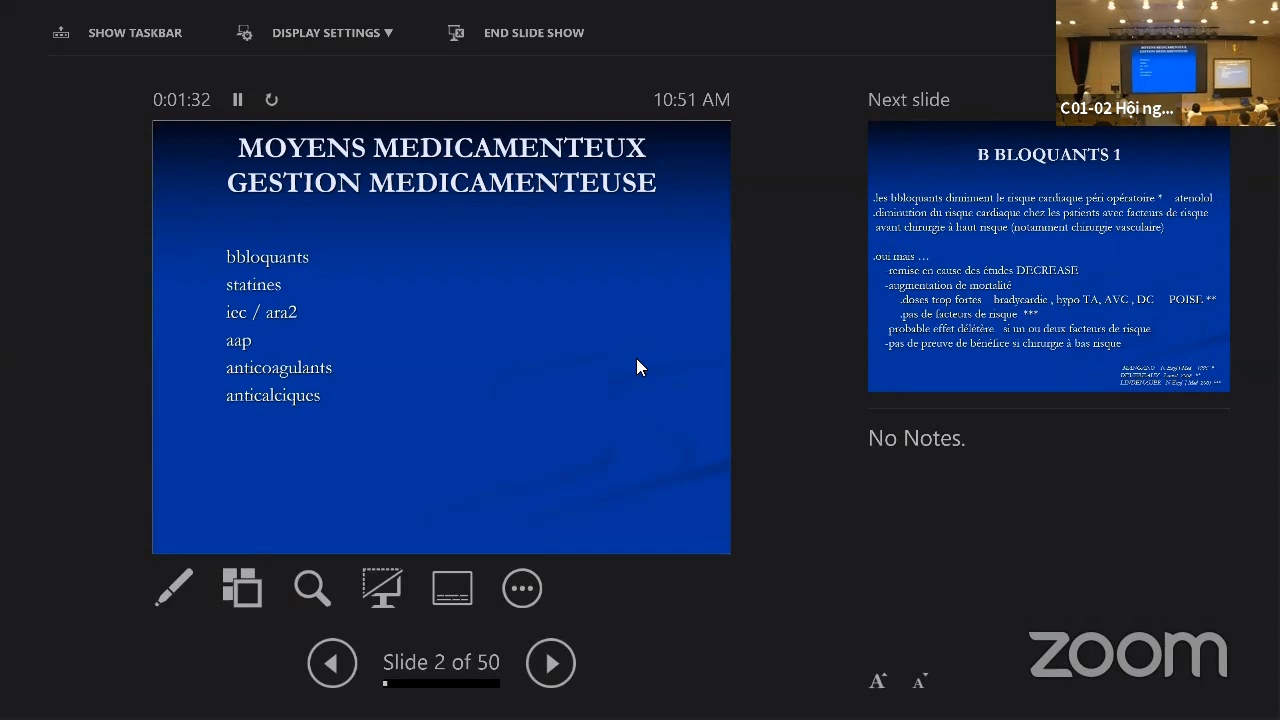 SHOW TASKBAR
DISPLAY SETTINGS ▼
END SLIDE SHOW
0:01:32
10:51 AM
MOYENS MEDICAMENTEUX
GESTION MEDICAMENTEUSE
bbloquants
statines
iec / ara2
aap
anticoagulants
anticalciques
Slide 2 of 50
Next slide
C01-02 Hội ng...
B BLOQUANTS 1
.les bbloquants diminuent le risque cardiaque péri opératoire * atenolol
.diminution du risque cardiaque chez les patients avec facteurs de risque
avant chirurgie à haut risque (notamment chirurgie vasculaire)
.oui mais …
-remise en cause des études DECREASE
-augmentation de mortalité
.doses trop fortes bradycardie , hypo TA, AVC , DC POISE **
.pas de facteurs de risque ***
probable effet délétère si un ou deux facteurs de risque
-pas de preuve de bénéfice si chirurgie à bas risque
No Notes.
A A
zoom